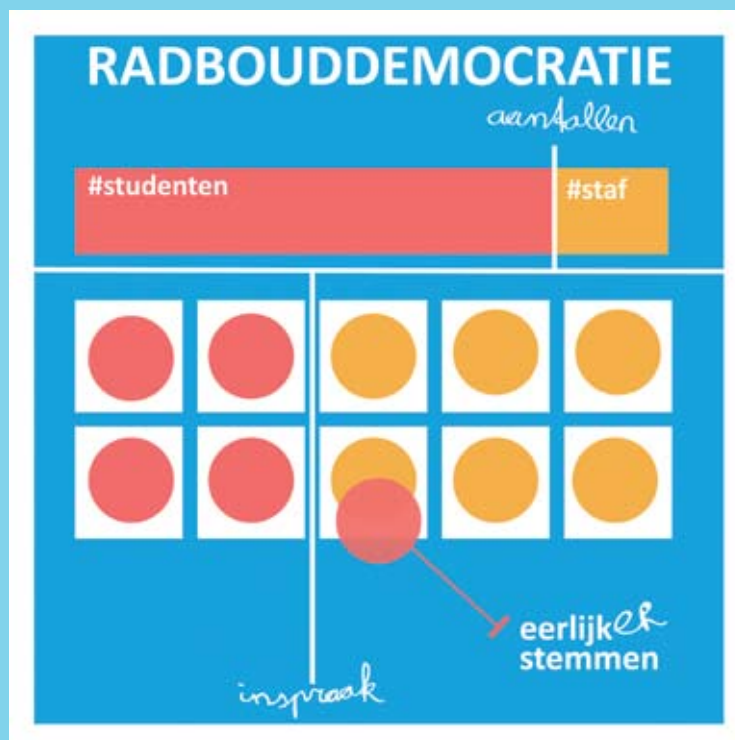 RADBOUDDEMOCRATIE
aantallen
#studenten
#staf
eerlijker
stemmen
inspraak